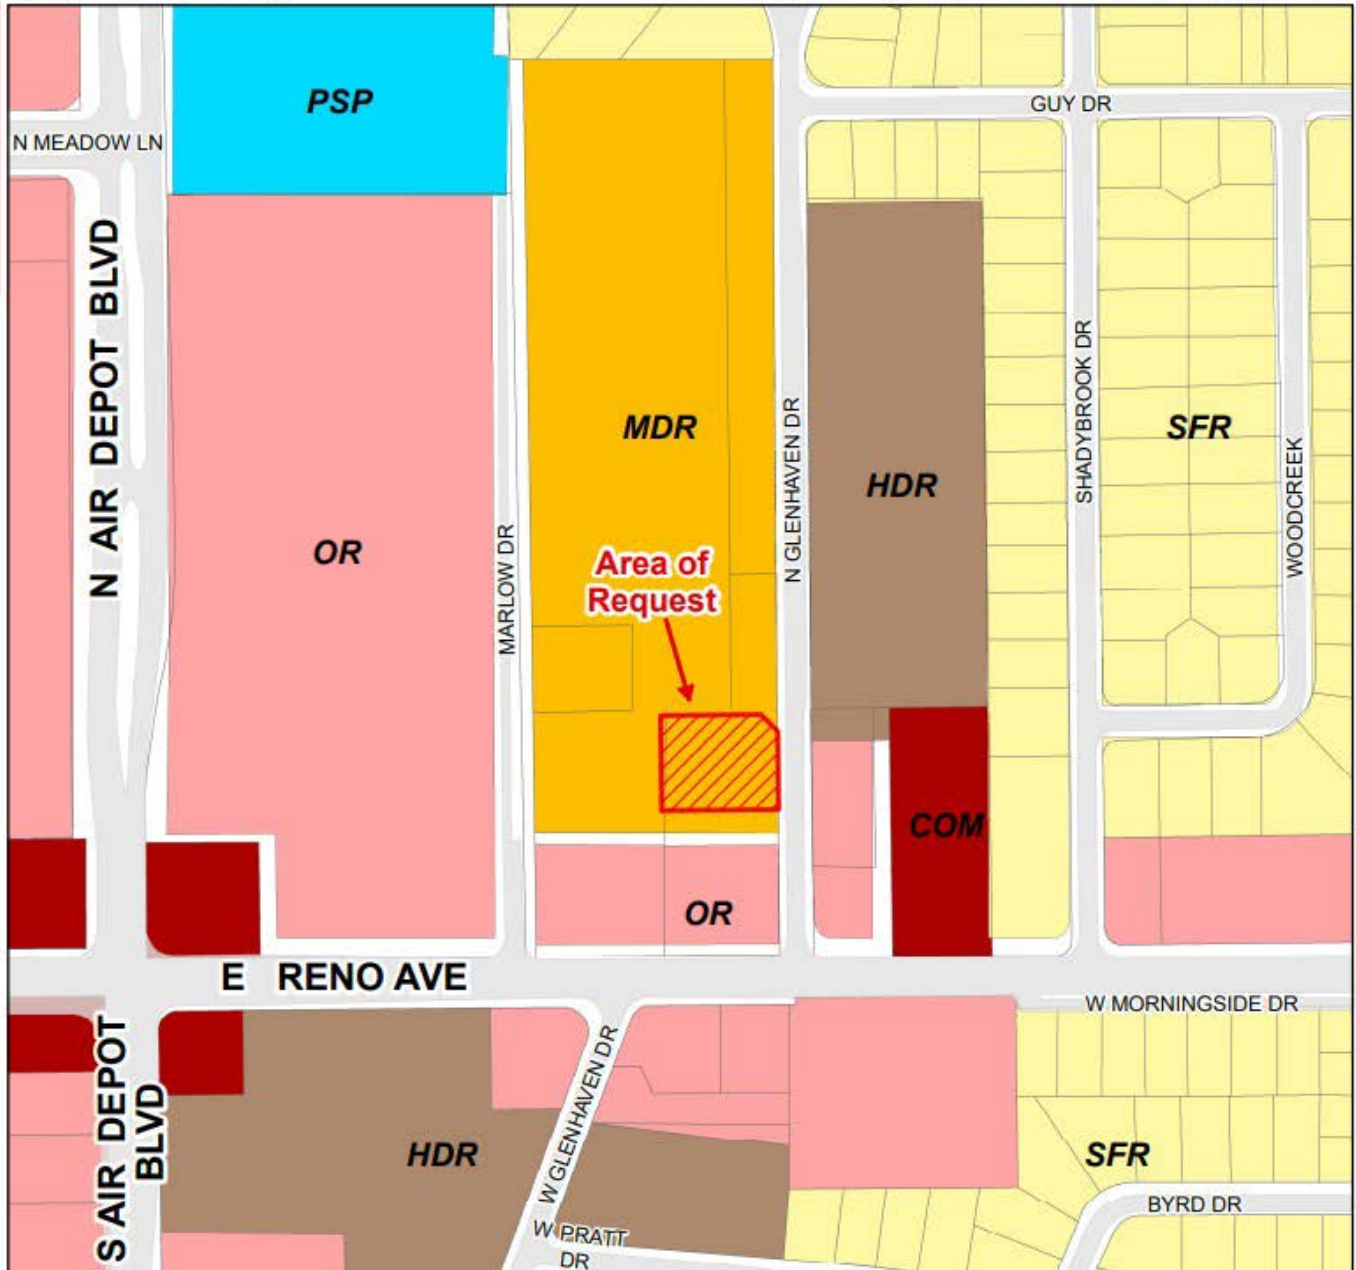 PSP
GUY DR
N MEADOW LN
N AIR DEPOT BLVD
MDR
SFR
HDR
OR
MARLOW DR
N GLENHAVEN DR
SHADYBROOK DR
WOODCREEK
Area of
Request
COM
OR
E RENO AVE
W MORNINGSIDE DR
S AIR DEPOT
BLVD
HDR
W GLENHAVEN DR
SFR
BYRD DR
W PRATT
DR